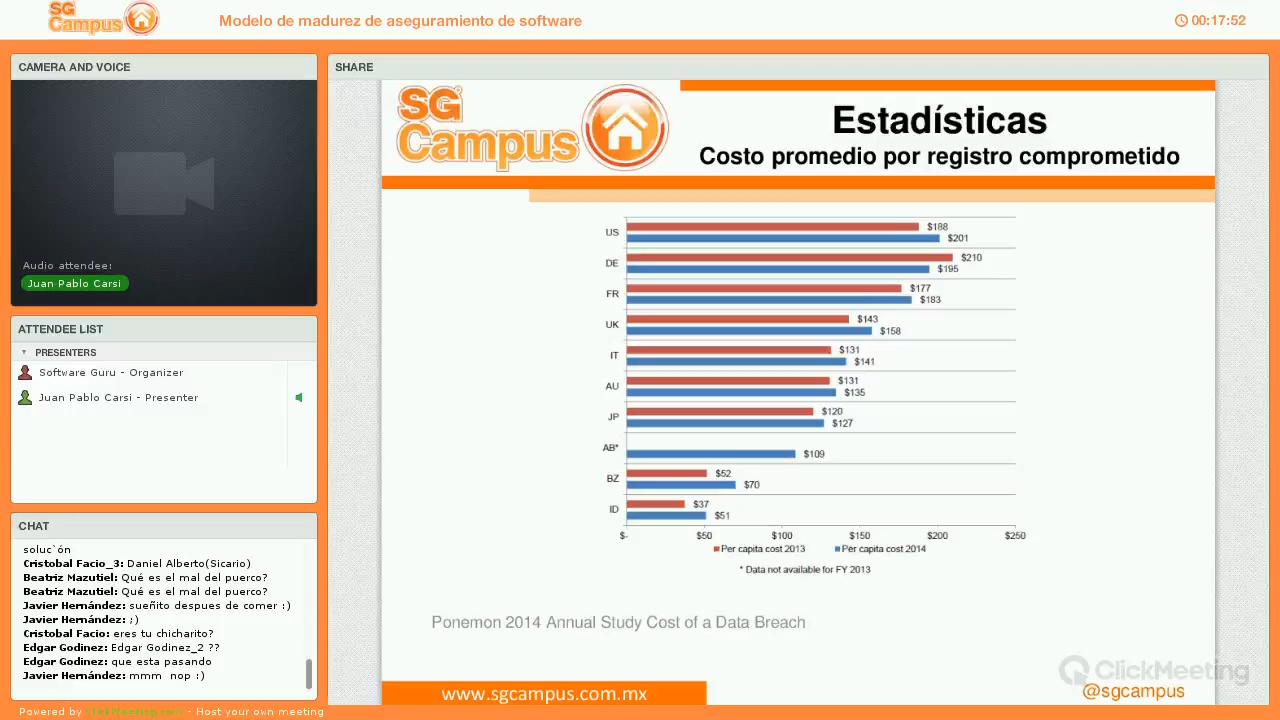 SG
Campus
Modelo de madurez de aseguramiento de software
00:17:52
CAMERA AND VOICE
Audio attendee:
Juan Pablo Carsi
ATTENDEE LIST
PRESENTERS
Software Guru - Organizer
Juan Pablo Carsi - Presenter
CHAT
soluc`ón
Cristobal Facio_3: Daniel Alberto(Sicario)
Beatriz Mazutiel: Qué es el mal del puerco?
Beatriz Mazutiel: Qué es el mal del puerco?
Javier Hernández: sueñito despues de comer :)
Javier Hernández: ;)
Cristobal Facio: eres tu chicharito?
Edgar Godinez: Edgar Godinez_2 ??
Edgar Godinez: que esta pasando
Javier Hernández: mmm nop :)
Powered by ClickMeeting.com - Host your own meeting
SHARE
SG
Campus
Estadísticas
Costo promedio por registro comprometido
US $188
$201
DE $210
$195
FR $177
$183
UK $143
$158
IT $131
$141
AU $131
$135
JP $120
$127
AB* $109
BZ $52
$70
ID $37
$51
$- $50 $100 $150 $200 $250
Per capita cost 2013 Per capita cost 2014
* Data not available for FY 2013
Ponemon 2014 Annual Study Cost of a Data Breach
www.sgcampus.com.mx
ClickMeeting
@sgcampus